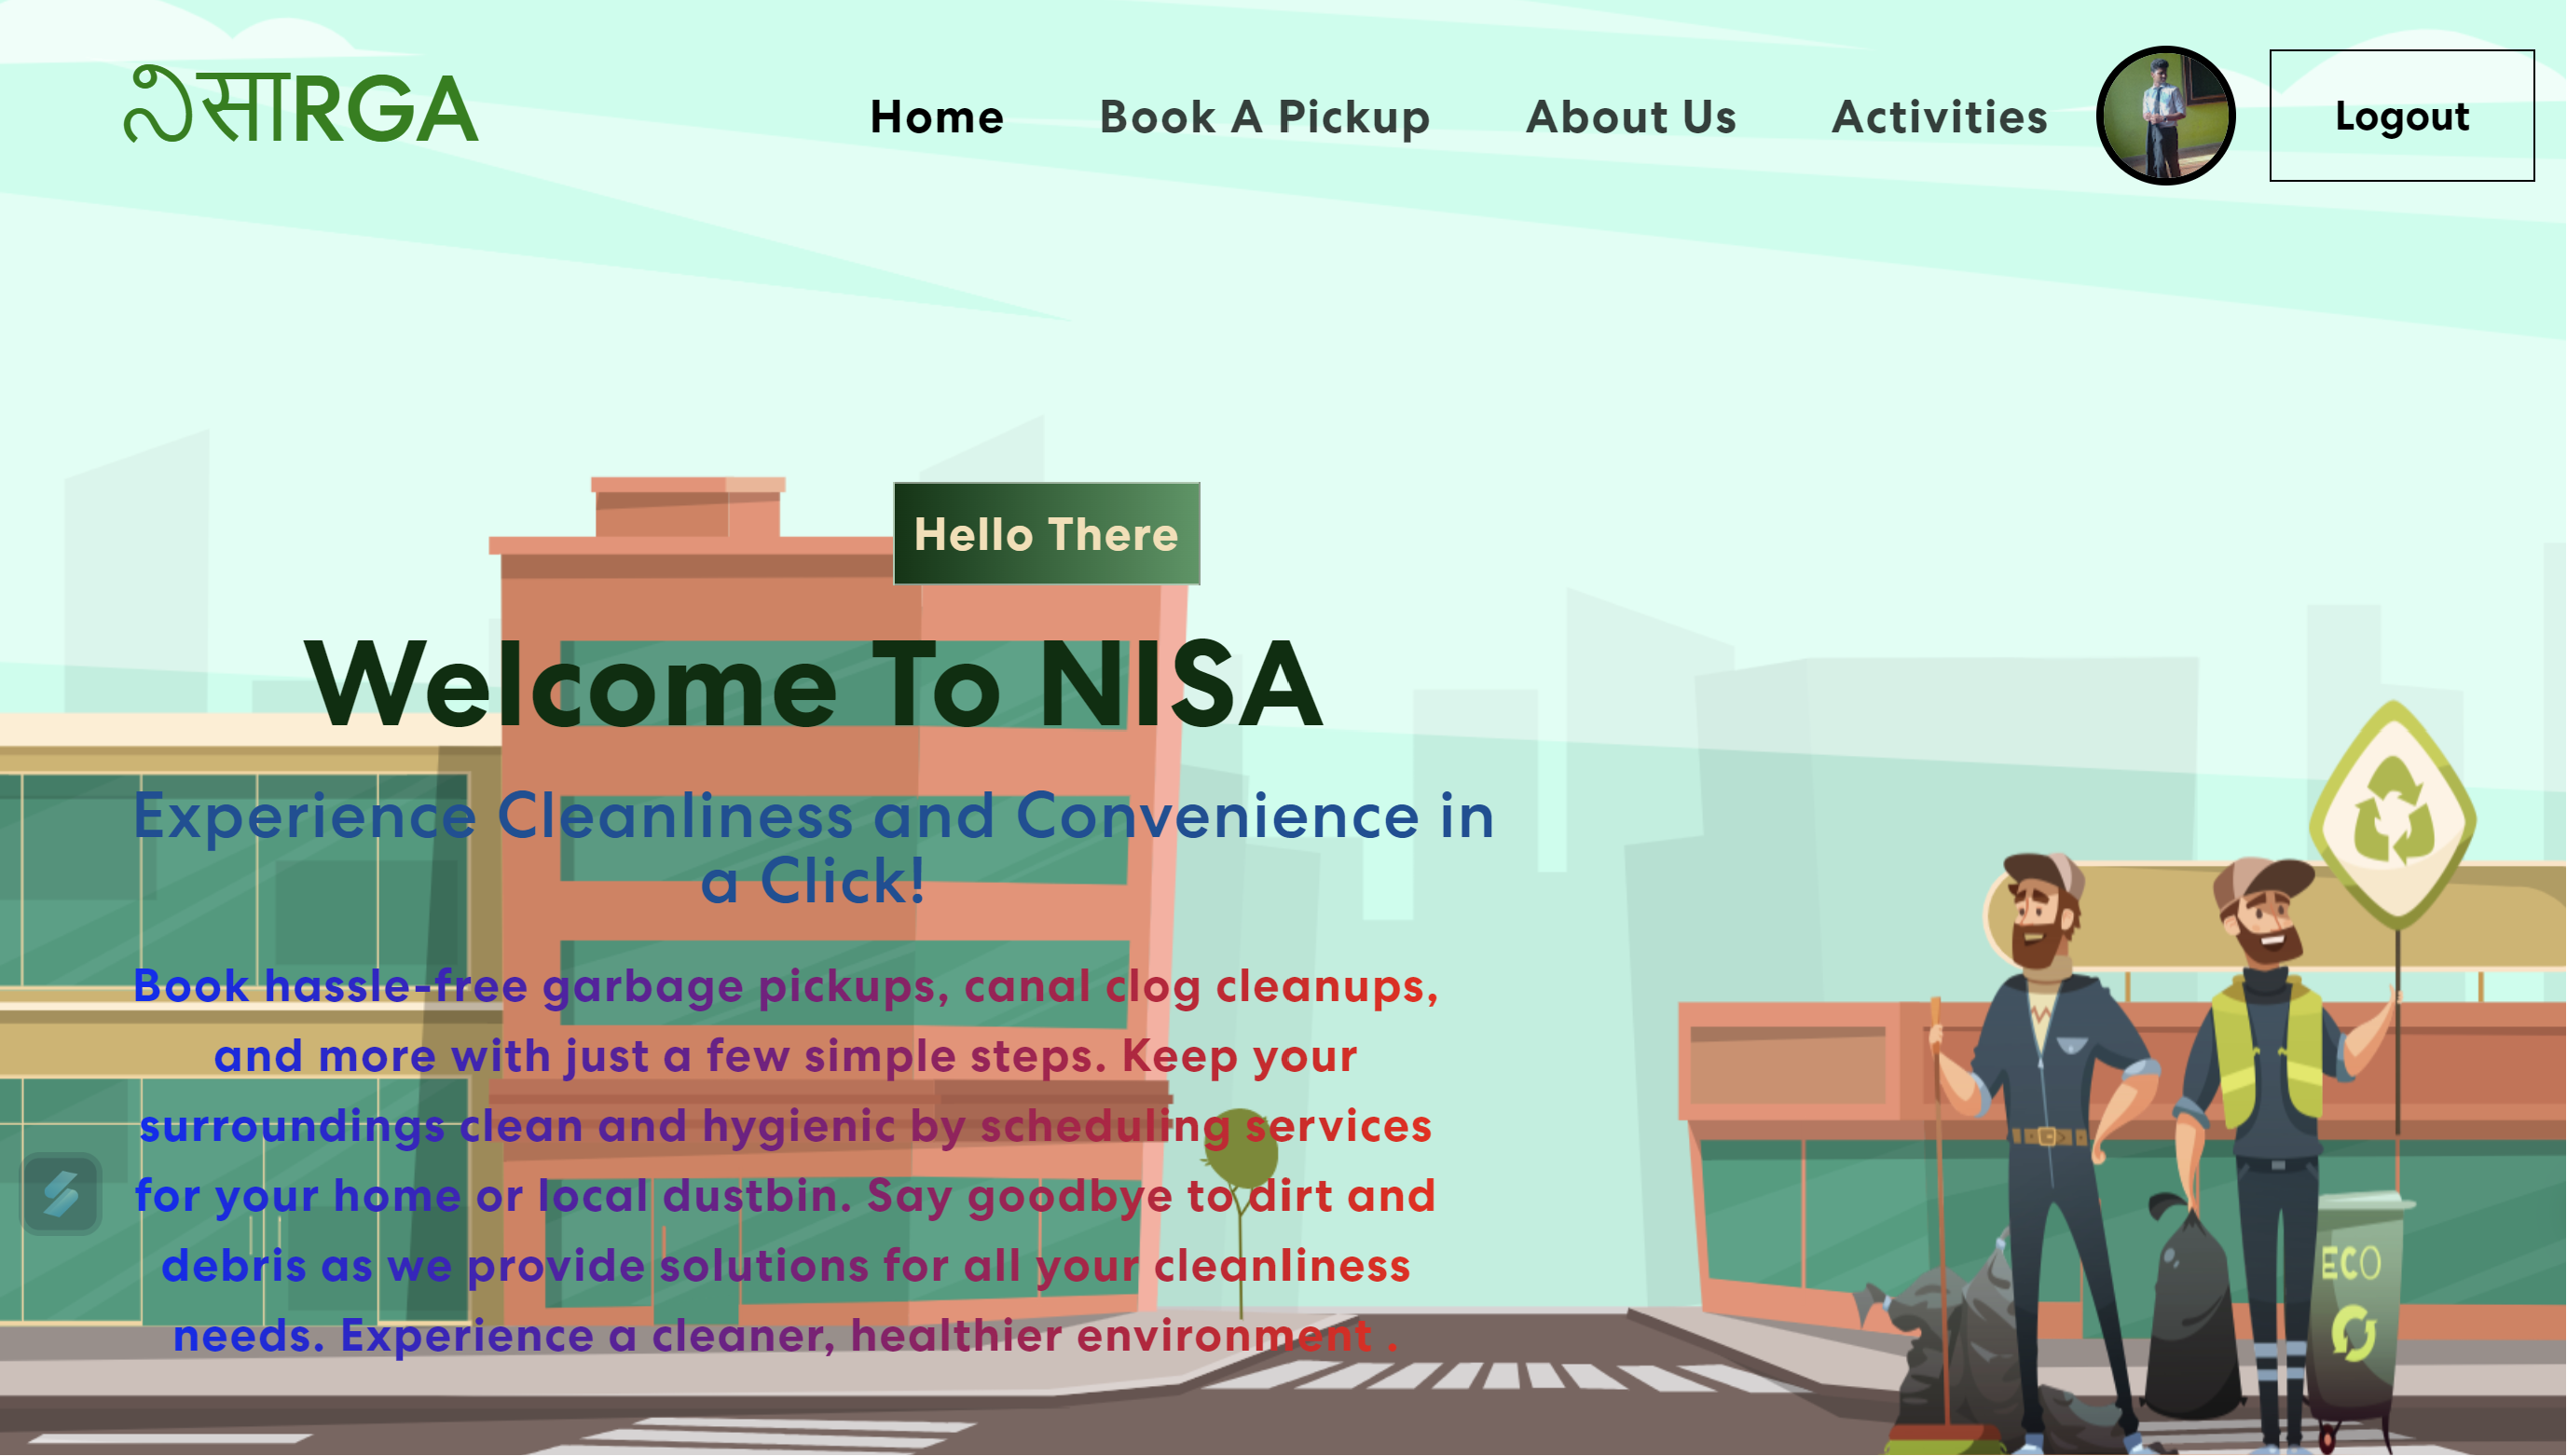 ನಿसाRGA
Home
Book A Pickup
About Us
Activities
Logout
Hello There
Welcome To NISA
Experience Cleanliness and Convenience in
a Click!
Book hassle-free garbage pickups, canal clog cleanups,
and more with just a few simple steps. Keep your
surroundings clean and hygienic by scheduling services
for your home or local dustbin. Say goodbye to dirt and
debris as we provide solutions for all your cleanliness
needs. Experience a cleaner, healthier environment .
ECO